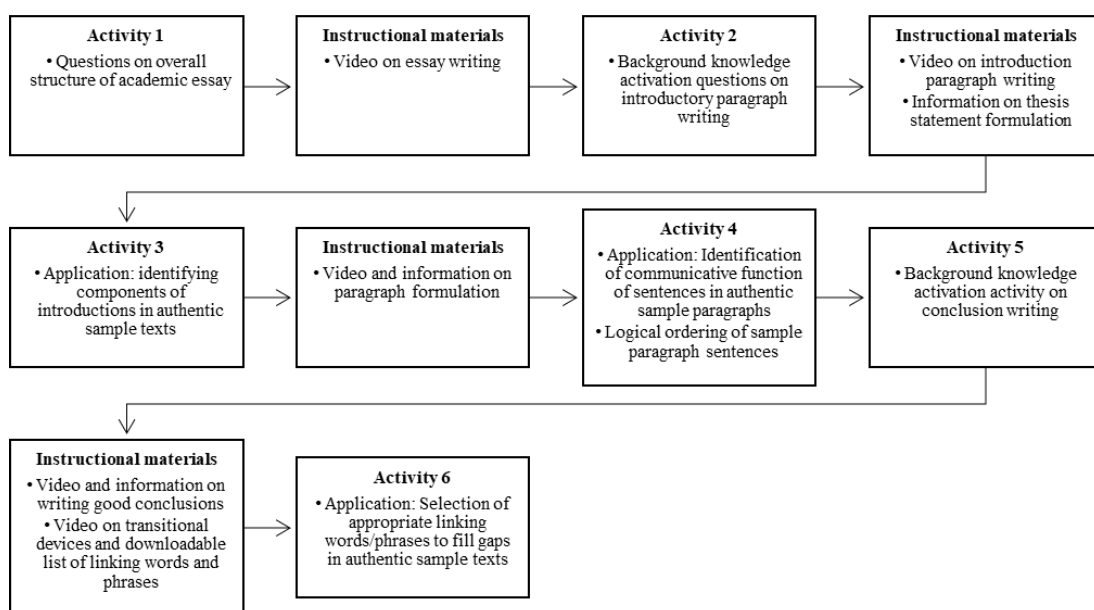 Activity 1
• Questions on overall
structure of academic
essay
Instructional materials
• Video on essay writing
Activity 2
• Background knowledge
activation questions on
introductory paragraph
writing
Instructional materials
• Video on introduction
paragraph writing
• Information on thesis
statement formulation
Activity 3
• Application: identifying
components of
introductions in authentic
sample texts
Instructional materials
• Video and information on
paragraph formulation
Activity 4
• Application: Identification
of communicative function
of sentences in authentic
sample paragraphs
• Logical ordering of sample
paragraph sentences
Activity 5
• Background knowledge
activation activity on
conclusion writing
Instructional materials
• Video and information on
writing good conclusions
• Video on transitional
devices and downloadable
list of linking words and
phrases
Activity 6
• Application: Selection of
appropriate linking
words/phrases to fill gaps
in authentic sample texts